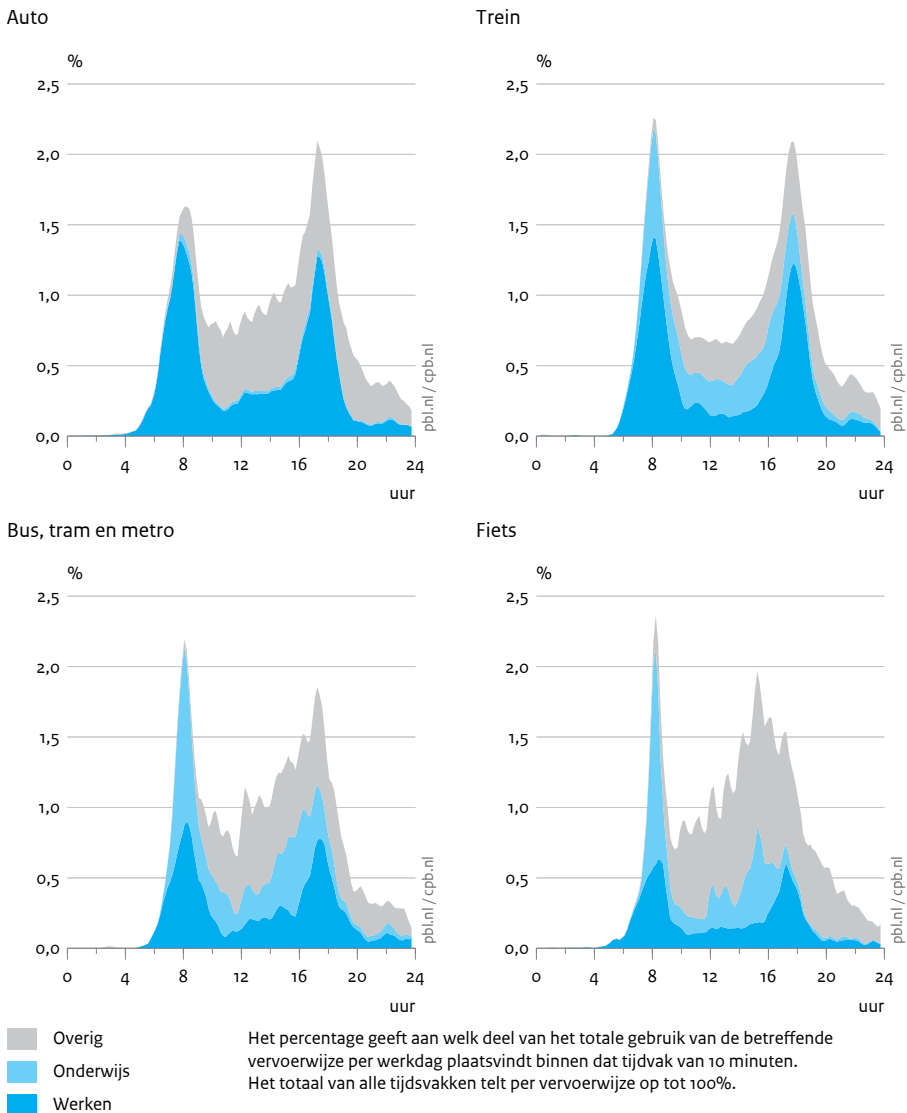 Auto
%
2,5
2,0
1,5
1,0
0,5
0,0
0 4 8 12 16 20 24
uur
pbl.nl / cpb.nl
Trein
%
2,5
2,0
1,5
1,0
0,5
0,0
0 4 8 12 16 20 24
uur
pbl.nl / cpb.nl
Bus, tram en metro
%
2,5
2,0
1,5
1,0
0,5
0,0
0 4 8 12 16 20 24
uur
pbl.nl / cpb.nl
Fiets
%
2,5
2,0
1,5
1,0
0,5
0,0
0 4 8 12 16 20 24
uur
pbl.nl / cpb.nl
Overig
Onderwijs
Werken
Het percentage geeft aan welk deel van het totale gebruik van de betreffende
vervoerwijze per werkdag plaatsvindt binnen dat tijdvak van 10 minuten.
Het totaal van alle tijdsvakken telt per vervoerwijze op tot 100%.